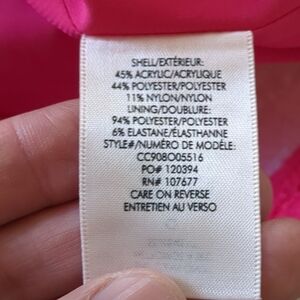 SHELL/EXTÉRIEUR:
45% ACRYLIC/ACRYLIQUE
44% POLYESTER/POLYESTER
11% NYLON/NYLON
LINING/DOUBLURE:
94% POLYESTER/POLYESTER
6% ELASTANE/ÉLASTHANNE
STYLE#/NUMÉRO DE MODÈLE:
CC908O05516
PO# 120394
RN# 107677
CARE ON REVERSE
ENTRETIEN AU VERSO